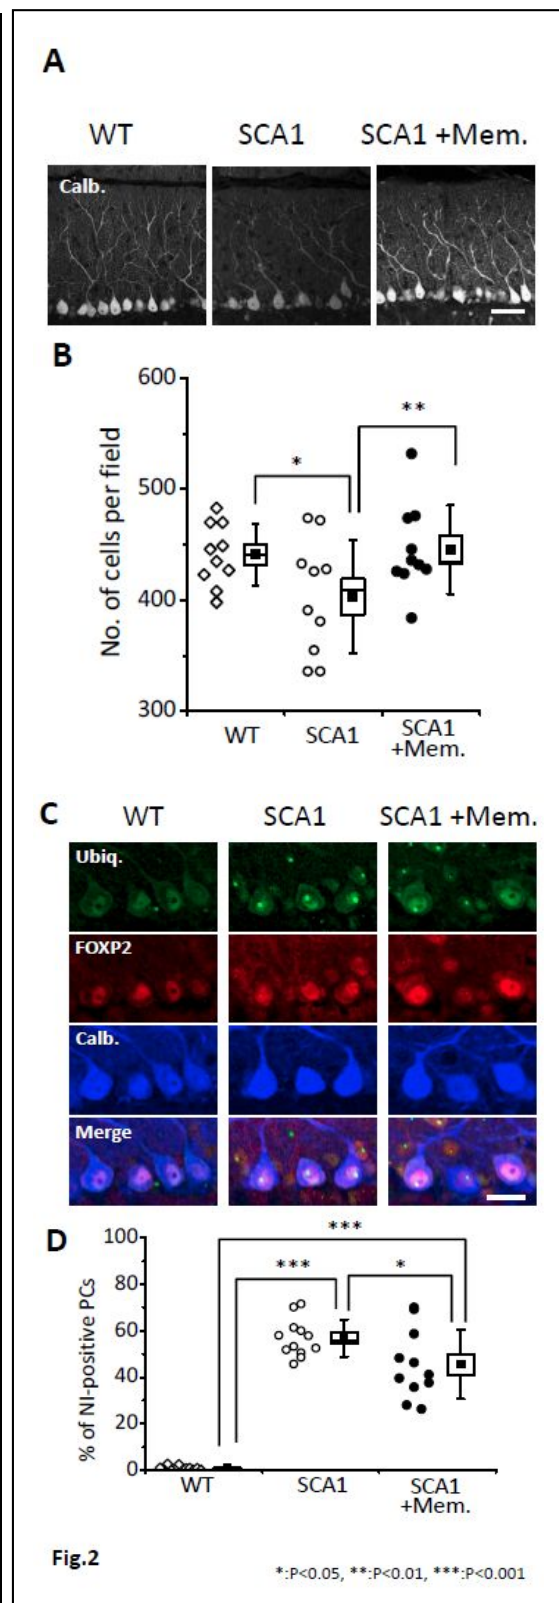 A
WT SCA1 SCA1 +Mem.
Calb.
B
No. of cells per field
600
500
400
300
* **
WT SCA1 SCA1
+Mem.
C WT SCA1 SCA1 +Mem.
Ubiq.
FOXP2
Calb.
Merge
D
% of NI-positive PCs
100
80
60
40
20
0
***
*** *
WT SCA1 SCA1
+Mem.
Fig.2
*:P<0.05, **:P<0.01, ***:P<0.001